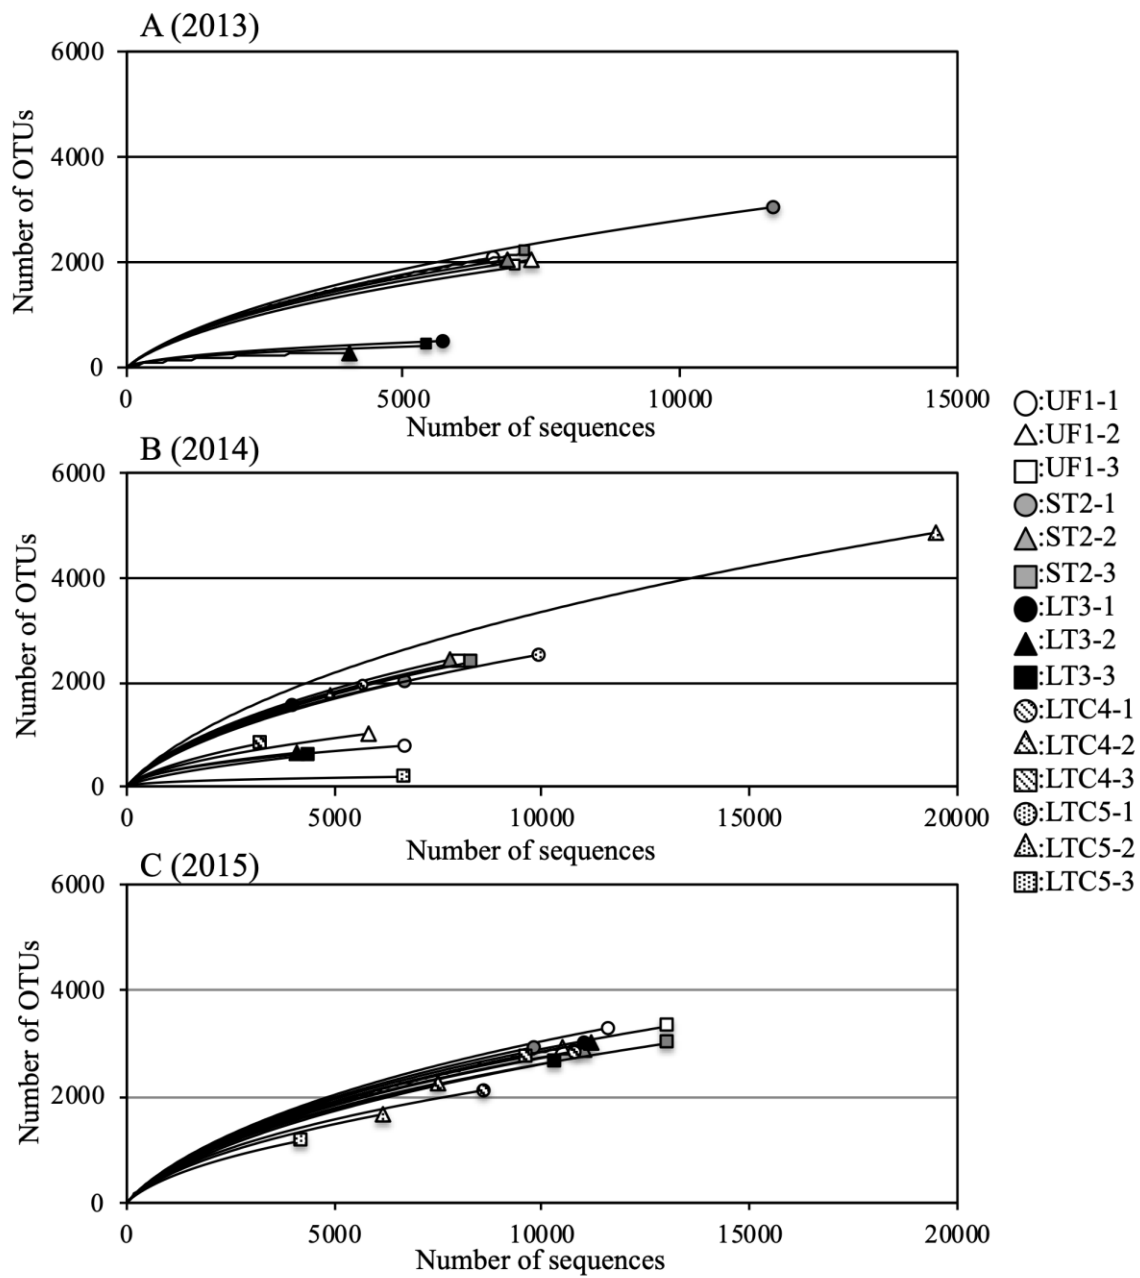 A (2013)
6000
4000
2000
0
Number of OTUs
0 5000 10000 15000
Number of sequences
B (2014)
6000
4000
2000
0
Number of OTUs
0 5000 10000 15000 20000
Number of sequences
C (2015)
6000
4000
2000
0
Number of OTUs
0 5000 10000 15000 20000
Number of sequences
:UF1-1
:UF1-2
:UF1-3
:ST2-1
:ST2-2
:ST2-3
:LT3-1
:LT3-2
:LT3-3
:LTC4-1
:LTC4-2
:LTC4-3
:LTC5-1
:LTC5-2
:LTC5-3